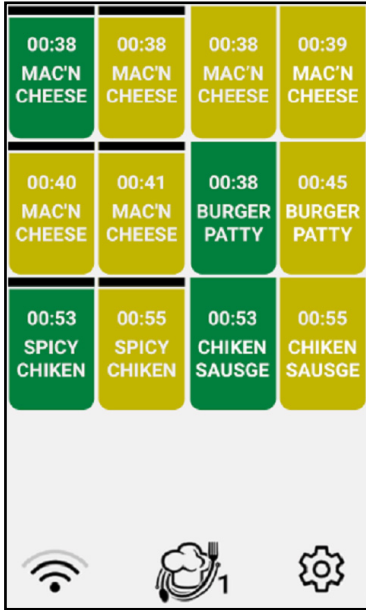 00:38
MAC'N
CHEESE
00:38
MAC'N
CHEESE
00:38
MAC'N
CHEESE
00:39
MAC'N
CHEESE
00:40
MAC'N
CHEESE
00:41
MAC'N
CHEESE
00:38
BURGER
PATTY
00:45
BURGER
PATTY
00:53
SPICY
CHIKEN
00:55
SPICY
CHIKEN
00:53
CHIKEN
SAUSGE
00:55
CHIKEN
SAUSGE
1